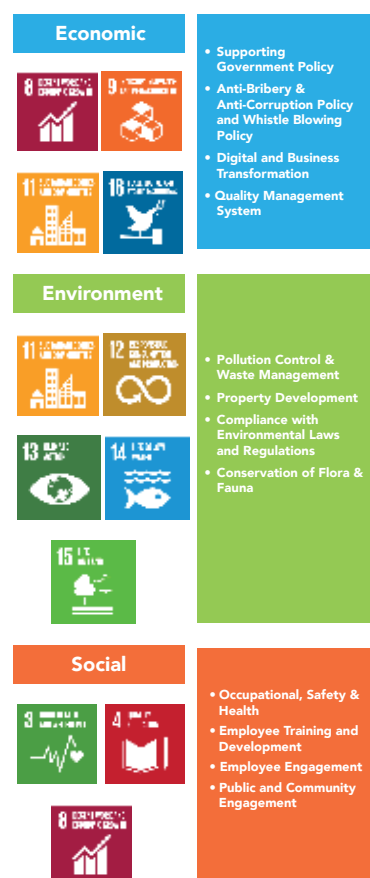 Economic
8
9
11
16
• Supporting
Government Policy
• Anti-Bribery &
Anti-Corruption Policy
and Whistle Blowing
Policy
• Digital and Business
Transformation
• Quality Management
System
Environment
11
12
13
14
15
• Pollution Control &
Waste Management
• Property Development
• Compliance with
Environmental Laws
and Regulations
• Conservation of Flora &
Fauna
Social
3
4
8
• Occupational, Safety &
Health
• Employee Training and
Development
• Employee Engagement
• Public and Community
Engagement